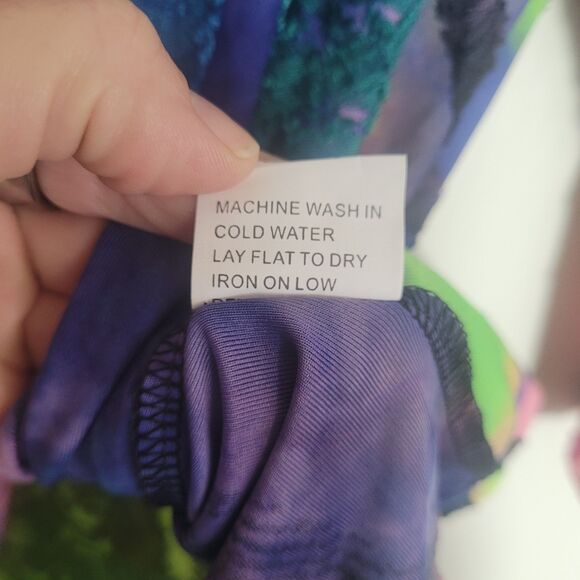 MACHINE WASH IN
COLD WATER
LAY FLAT TO DRY
IRON ON LOW